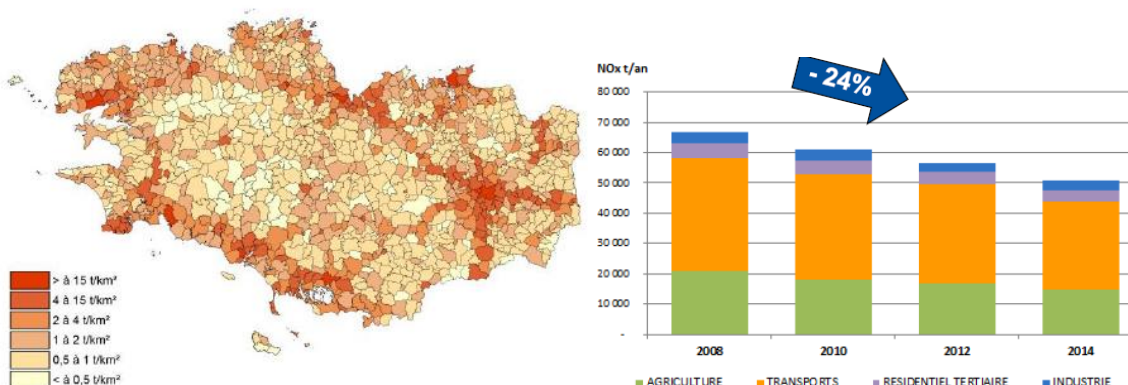 > à 15 t/km²
4 à 15 t/km²
2 à 4 t/km²
1 à 2 t/km²
0,5 à 1 t/km²
< à 0,5 t/km²
NOx t/an
- 24%
80 000
70 000
60 000
50 000
40 000
30 000
20 000
10 000
-
2008 2010 2012 2014
AGRICULTURE TRANSPORTS RESIDENTIEL TERTIAIRE INDUSTRIE